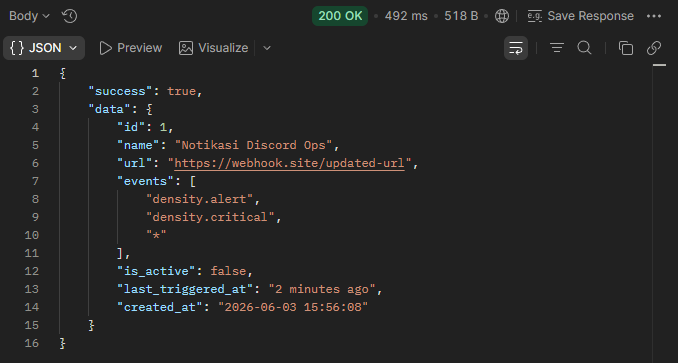 Body 200 OK • 492 ms • 518 B • e.g. Save Response
{} JSON Preview Visualize
1 {
2 "success": true,
3 "data": {
4 "id": 1,
5 "name": "Notikasi Discord Ops",
6 "url": "https://webhook.site/updated-url",
7 "events": [
8 "density.alert",
9 "density.critical",
10 "*"
11 ],
12 "is_active": false,
13 "last_triggered_at": "2 minutes ago",
14 "created_at": "2026-06-03 15:56:08"
15 }
16 }